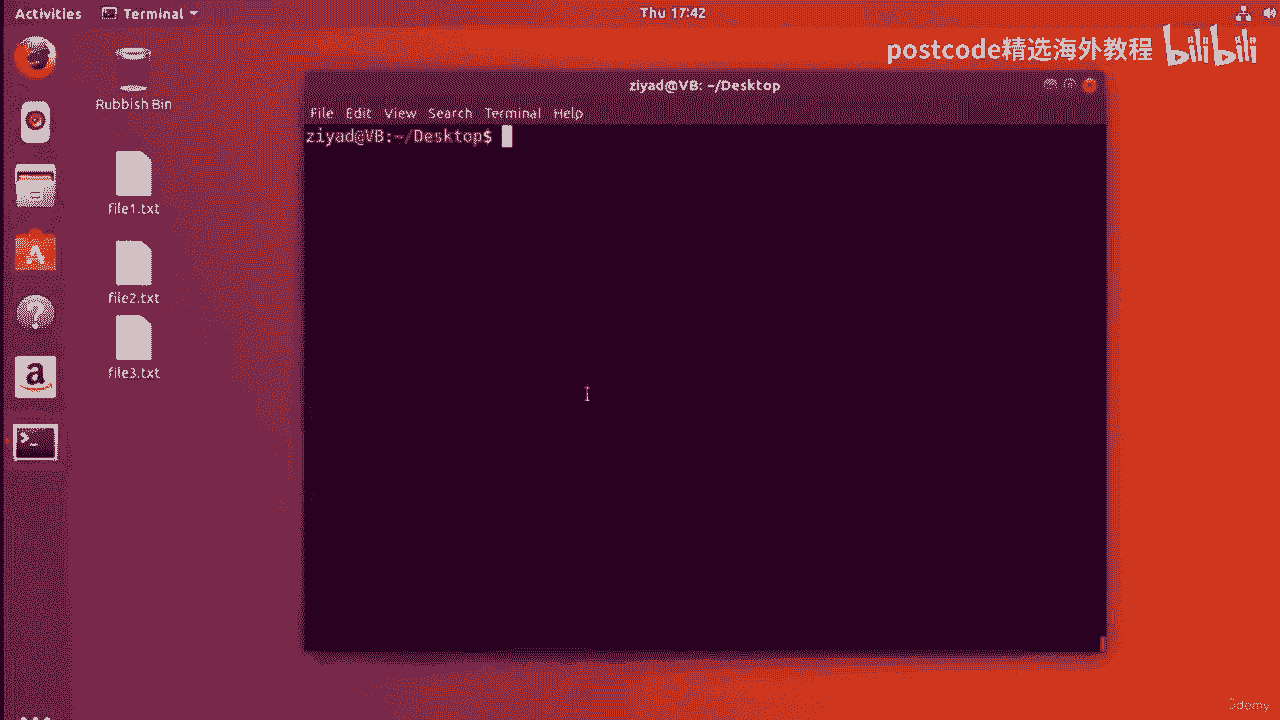 Activities Terminal Thu 17:42
postcode精选海外教程 bilibili
Rubbish Bin
ziyad@VB: ~/Desktop
File Edit View Search Terminal Help
ziyad@VB:~/Desktop$
file1.txt
file2.txt
file3.txt
a
>_
?
A
ûdemy